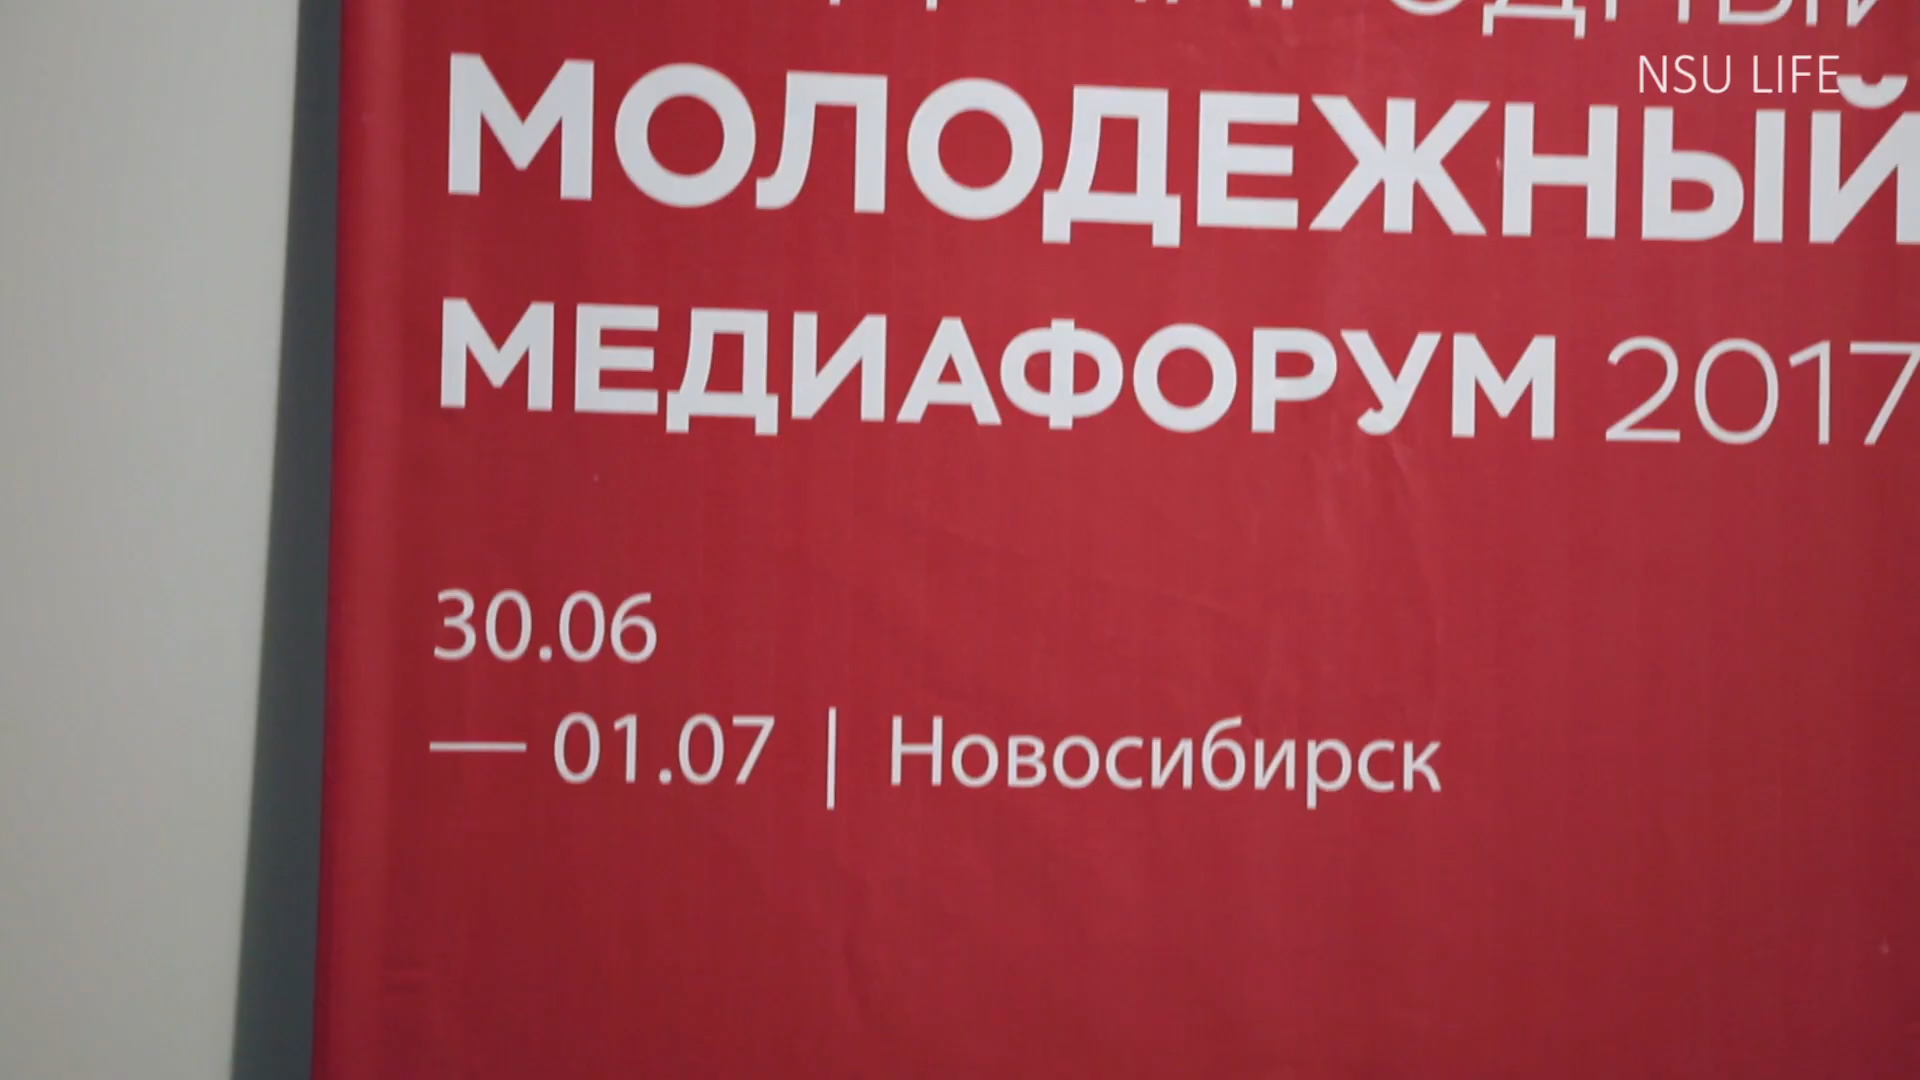 NSU LIFE
МОЛОДЕЖНЫЙ
МЕДИАФОРУМ 2017
30.06
— 01.07 | Новосибирск